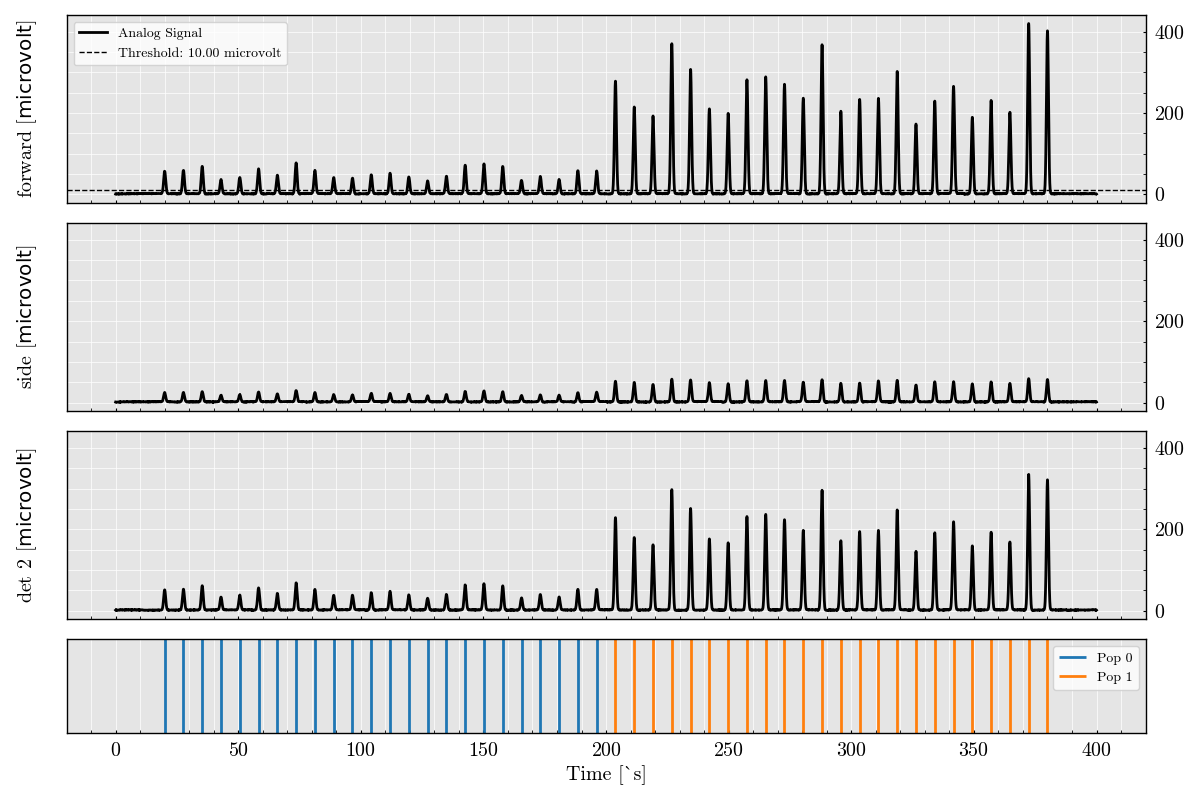 forward [microvolt]
Analog Signal
Threshold: 10.00 microvolt
400
200
0
side [microvolt]
400
200
0
det 2 [microvolt]
400
200
0
Pop 0
Pop 1
0 50 100 150 200 250 300 350 400
Time [`s]